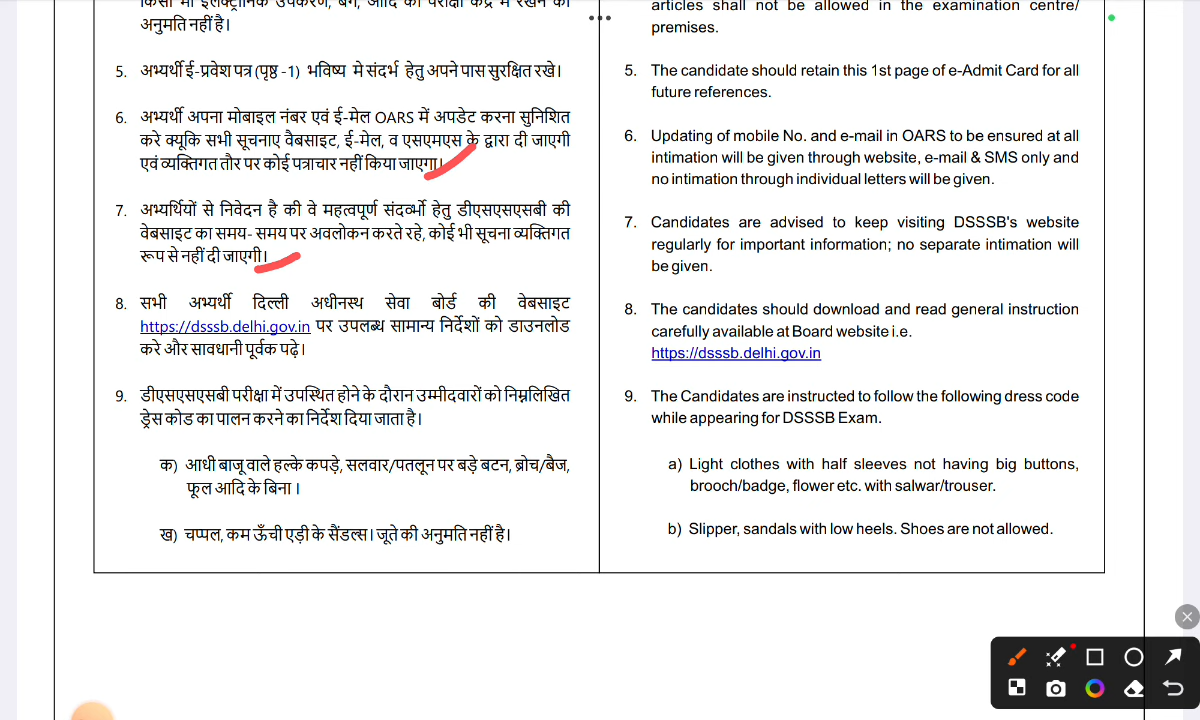 अनुमति नहीं है।
5. अभ्यर्थी ई-प्रवेश पत्र (पृष्ठ -1) भविष्य मे संदर्भ हेतु अपने पास सुरक्षित रखे।
6. अभ्यर्थी अपना मोबाइल नंबर एवं ई-मेल OARS में अपडेट करना सुनिशित
करे क्यूकि सभी सूचनाए वैबसाइट, ई-मेल, व एसएमएस के द्वारा दी जाएगी
एवं व्यक्तिगत तौर पर कोई पत्राचार नहीं किया जाएगा।
7. अभ्यर्थियों से निवेदन है की वे महत्वपूर्ण संदर्व्भो हेतु डीएसएसएसबी की
वेबसाइट का समय- समय पर अवलोकन करते रहे, कोई भी सूचना व्यक्तिगत
रूप से नहीं दी जाएगी।
8. सभी अभ्यर्थी दिल्ली अधीनस्थ सेवा बोर्ड की वेबसाइट
https://dsssb.delhi.gov.in पर उपलब्ध सामान्य निर्देशों को डाउनलोड
करे और सावधानी पूर्वक पढ़े।
9. डीएसएसएसबी परीक्षा में उपस्थित होने के दौरान उम्मीदवारों को निम्नलिखित
ड्रेस कोड का पालन करने का निर्देश दिया जाता है।
क) आधी बाजू वाले हल्के कपड़े, सलवार/पतलून पर बड़े बटन, ब्रोच/बैज,
फूल आदि के बिना ।
ख) चप्पल, कम ऊँची एड़ी के सैंडल्स। जूते की अनुमति नहीं है।
articles shall not be allowed in the examination centre/
premises.
5. The candidate should retain this 1st page of e-Admit Card for all
future references.
6. Updating of mobile No. and e-mail in OARS to be ensured at all
intimation will be given through website, e-mail & SMS only and
no intimation through individual letters will be given.
7. Candidates are advised to keep visiting DSSSB's website
regularly for important information; no separate intimation will
be given.
8. The candidates should download and read general instruction
carefully available at Board website i.e.
https://dsssb.delhi.gov.in
9. The Candidates are instructed to follow the following dress code
while appearing for DSSSB Exam.
a) Light clothes with half sleeves not having big buttons,
brooch/badge, flower etc. with salwar/trouser.
b) Slipper, sandals with low heels. Shoes are not allowed.